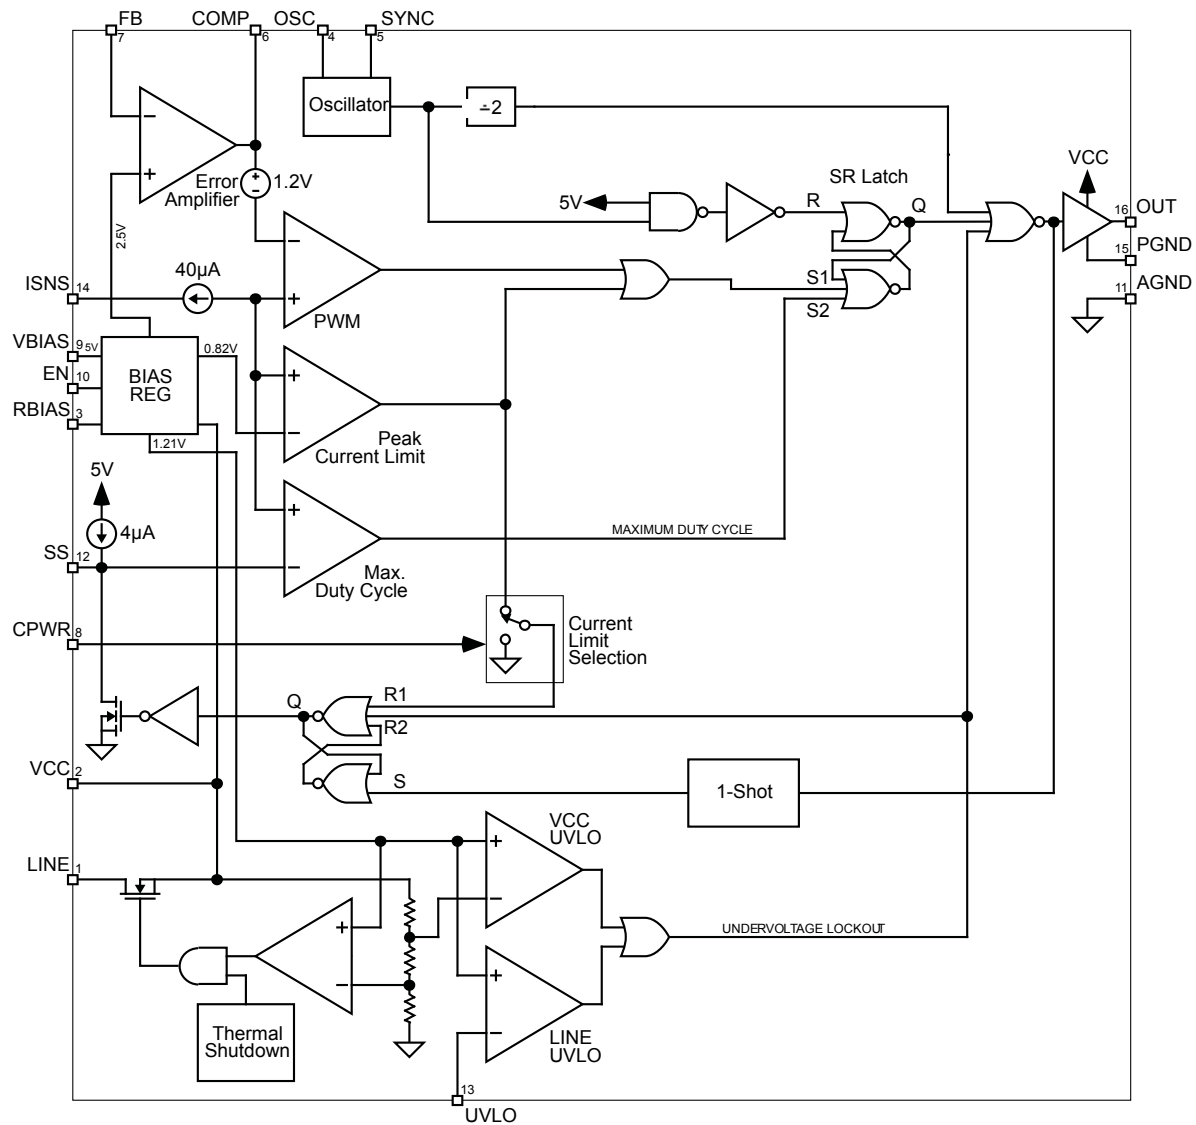 FB
COMP
OSC
SYNC
7
6
4
5
Oscillator
÷2
VCC
SR Latch
Error
Amplifier
1.2V
5V
R
Q
16
OUT
15
PGND
2.5V
40µA
ISNS
14
S1
S2
11
AGND
PWM
VBIAS
9
5V
0.82V
EN
10
BIAS
REG
RBIAS
3
1.21V
Peak
Current Limit
5V
4µA
MAXIMUM DUTY CYCLE
SS
12
Max.
Duty Cycle
CPWR
8
Current
Limit
Selection
Q
R1
R2
VCC
2
S
1-Shot
VCC
UVLO
LINE
1
UNDERVOLTAGE LOCKOUT
Thermal
Shutdown
LINE
UVLO
13
UVLO